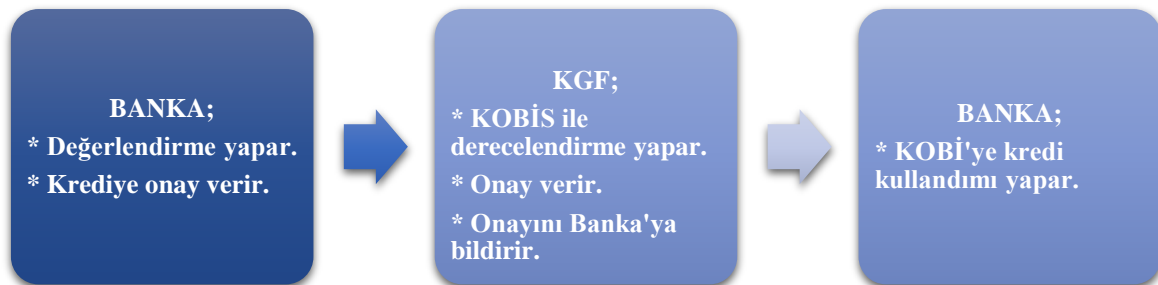 BANKA;
* Değerlendirme yapar.
* Krediye onay verir.
KGF;
* KOBİS ile
derecelendirme yapar.
* Onay verir.
* Onayını Banka'ya
bildirir.
BANKA;
* KOBİ'ye kredi
kullandımı yapar.